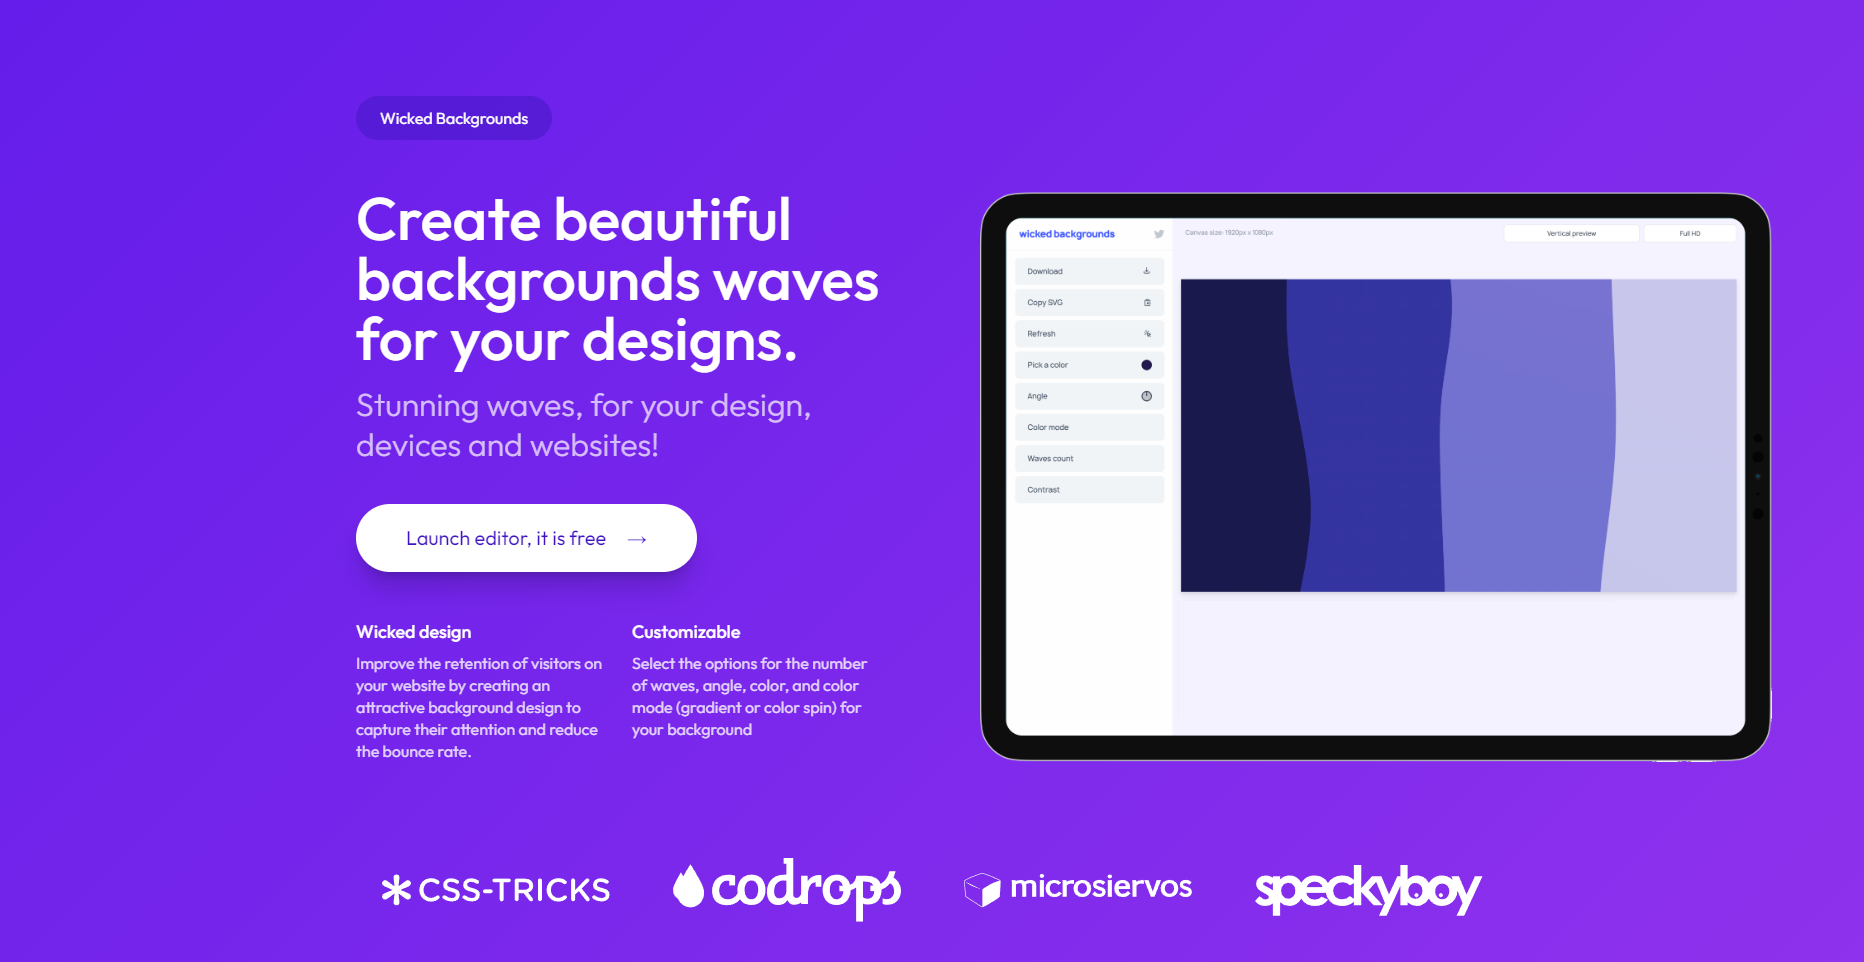 Wicked Backgrounds
Create beautiful
backgrounds waves
for your designs.
Stunning waves, for your design,
devices and websites!
Launch editor, it is free →
Wicked design
Improve the retention of visitors on
your website by creating an
attractive background design to
capture their attention and reduce
the bounce rate.
Customizable
Select the options for the number
of waves, angle, color, and color
mode (gradient or color spin) for
your background
wicked backgrounds
Download
Copy SVG
Refresh
Pick a color
Angle
Color mode
Waves count
Contrast
Canvas size: 1920px x 1080px
Vertical preview
Full HD
CSS-TRICKS
codrops
microsiervos
speckyboy